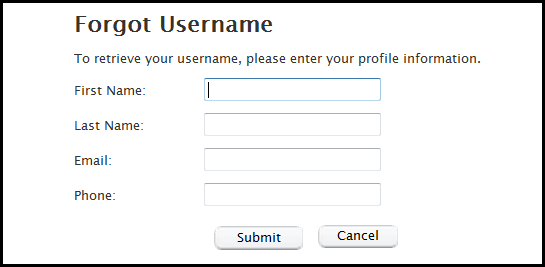 Forgot Username
To retrieve your username, please enter your profile information.
First Name:
Last Name:
Email:
Phone:
Submit Cancel